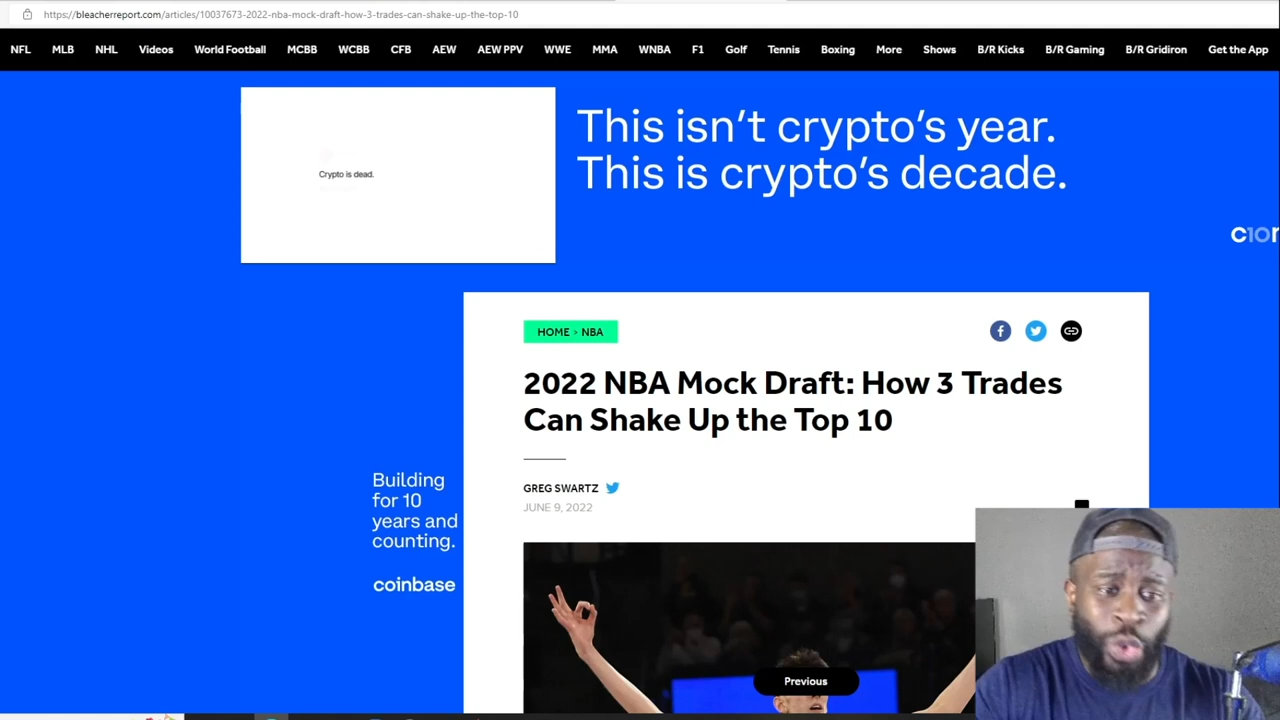 https://bleacherreport.com/articles/10037673-2022-nba-mock-draft-how-3-trades-can-shake-up-the-top-10
NFL MLB NHL Videos World Football MCBB WCBB CFB AEW AEW PPV WWE MMA WNBA F1 Golf Tennis Boxing More Shows B/R Kicks B/R Gaming B/R Gridiron Get the App
Crypto is dead.
This isn't crypto's year.
This is crypto's decade.
HOME > NBA
2022 NBA Mock Draft: How 3 Trades
Can Shake Up the Top 10
GREG SWARTZ
JUNE 9, 2022
Building
for 10
years and
counting.
coinbase
Previous